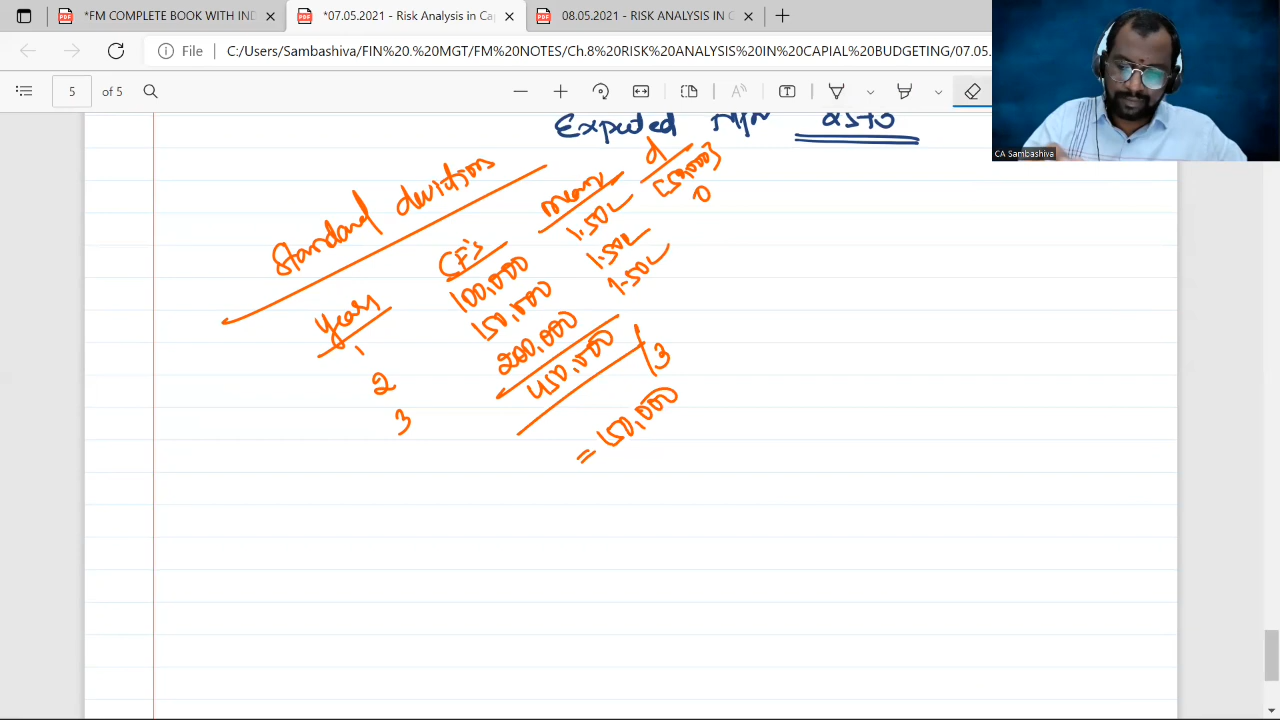 *FM COMPLETE BOOK WITH IND
*07.05.2021 - Risk Analysis in Ca
08.05.2021 - RISK ANALYSIS IN C
File
C:/Users/Sambashiva/FIN%20.%20MGT/FM%20NOTES/Ch.8%20RISK%20ANALYSIS%20IN%20CAPIAL%20BUDGETING/07.05.
5 of 5
CA Sambashiva
Expected
Standard deviations
Years CF's mean d
1 100,000 1.50L [50,000]
2 150,000 1.50L 0
3 200,000 1.50L
450,000 / 3
= 150,000